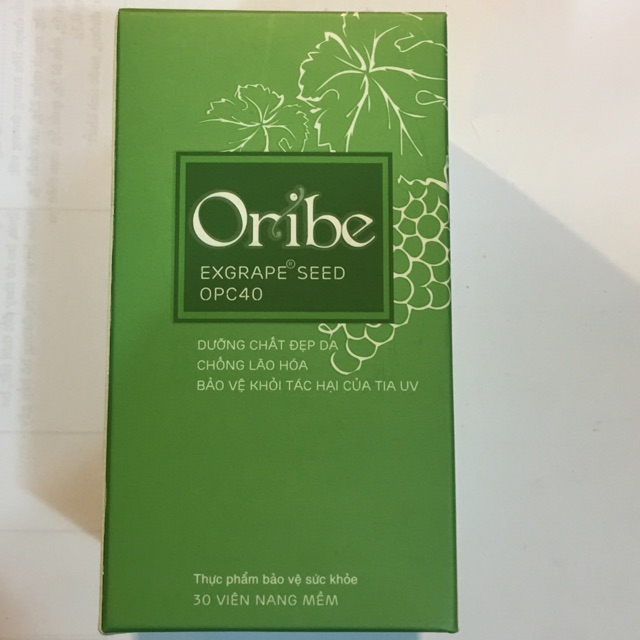 Oribe
EXGRAPE® SEED
OPC40
DƯỠNG CHẤT ĐẸP DA
CHỐNG LÃO HÓA
BẢO VỆ KHỎI TÁC HẠI CỦA TIA UV
Thực phẩm bảo vệ sức khỏe
30 VIÊN NANG MỀM